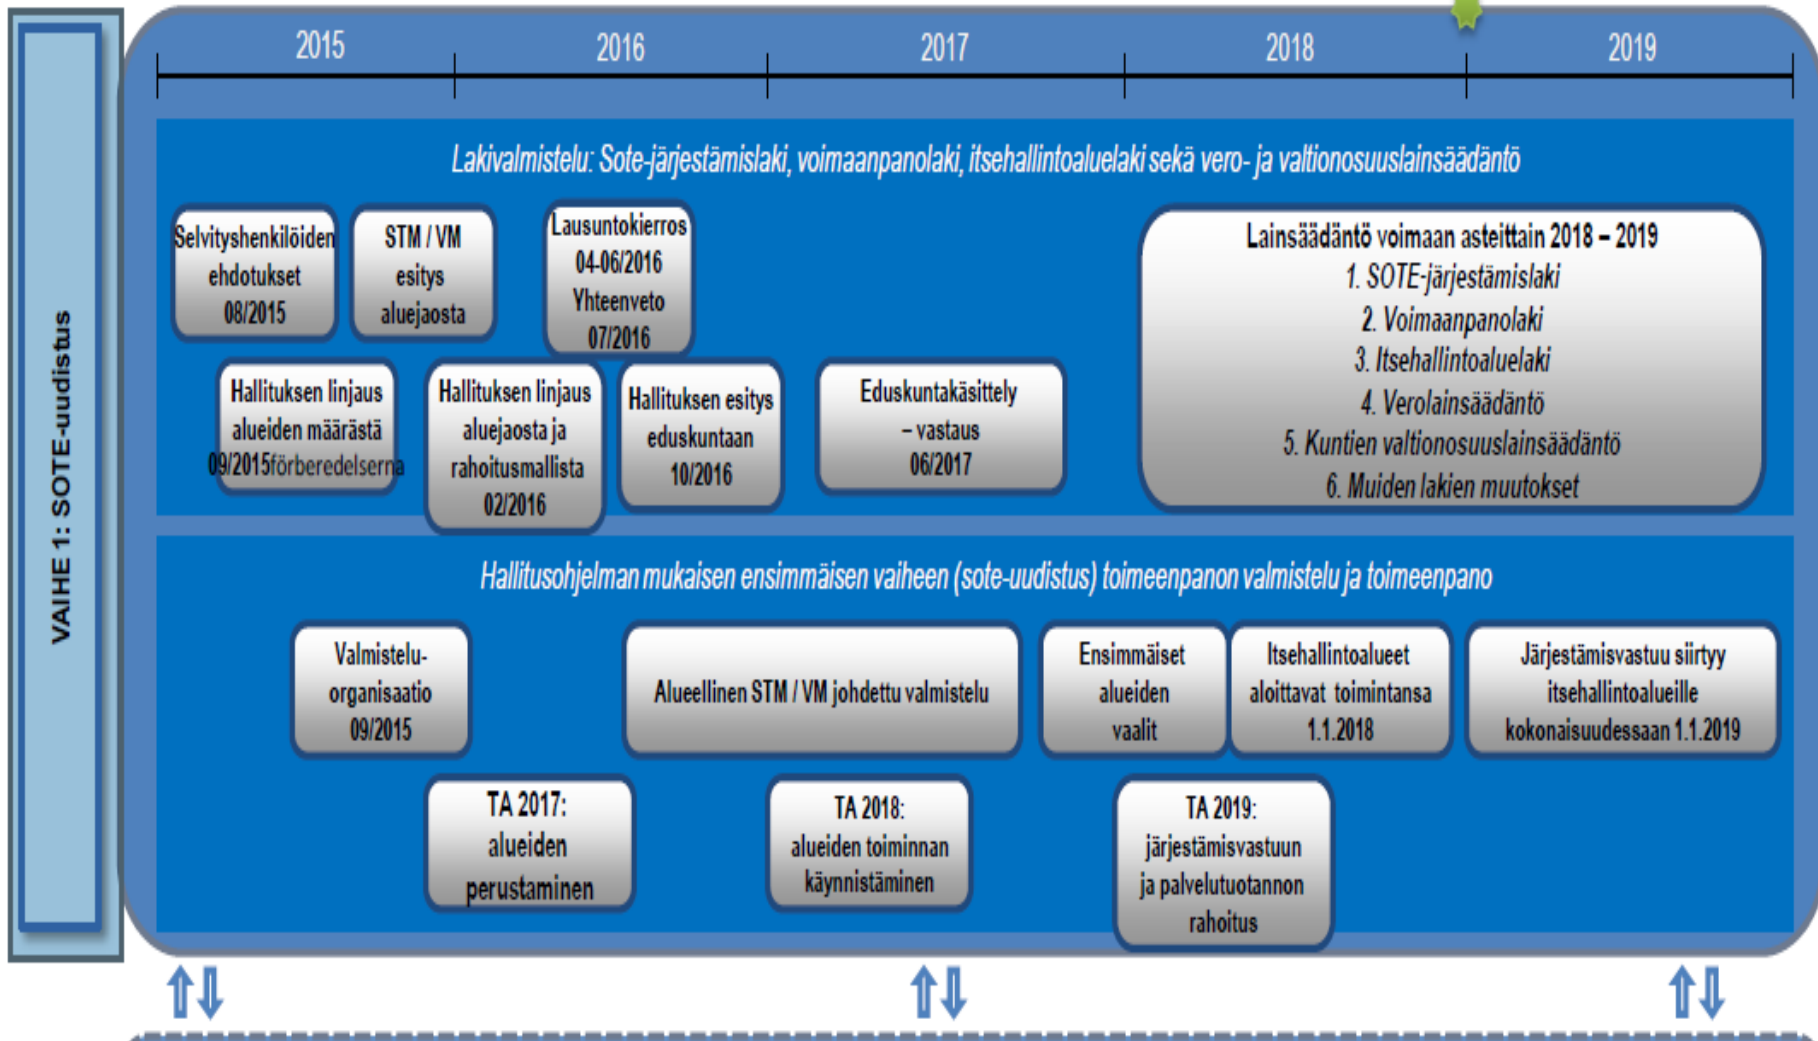 VAIHE 1: SOTE-uudistus
2015
2016
2017
2018
2019
Lakivalmistelu: Sote-järjestämislaki, voimaanpanolaki, itsehallintoaluelaki sekä vero- ja valtionosuuslainsäädäntö
Selvityshenkilöiden
ehdotukset
08/2015
STM / VM
esitys
aluejaosta
Lausuntokierros
04-06/2016
Yhteenveto
07/2016
Lainsäädäntö voimaan asteittain 2018 – 2019
1. SOTE-järjestämislaki
2. Voimaanpanolaki
3. Itsehallintoaluelaki
4. Verolainsäädäntö
5. Kuntien valtionosuuslainsäädäntö
6. Muiden lakien muutokset
Hallituksen linjaus
alueiden määrästä
09/2015förberedelserna
Hallituksen linjaus
aluejaosta ja
rahoitusmallista
02/2016
Hallituksen esitys
eduskuntaan
10/2016
Eduskuntakäsittely
– vastaus
06/2017
Hallitusohjelman mukaisen ensimmäisen vaiheen (sote-uudistus) toimeenpanon valmistelu ja toimeenpano
Valmistelu-
organisaatio
09/2015
Alueellinen STM / VM johdettu valmistelu
Ensimmäiset
alueiden
vaalit
Itsehallintoalueet
aloittavat toimintansa
1.1.2018
Järjestämisvastuu siirtyy
itsehallintoalueille
kokonaisuudessaan 1.1.2019
TA 2017:
alueiden
perustaminen
TA 2018:
alueiden toiminnan
käynnistäminen
TA 2019:
järjestämisvastuun
ja palvelutuotannon
rahoitus